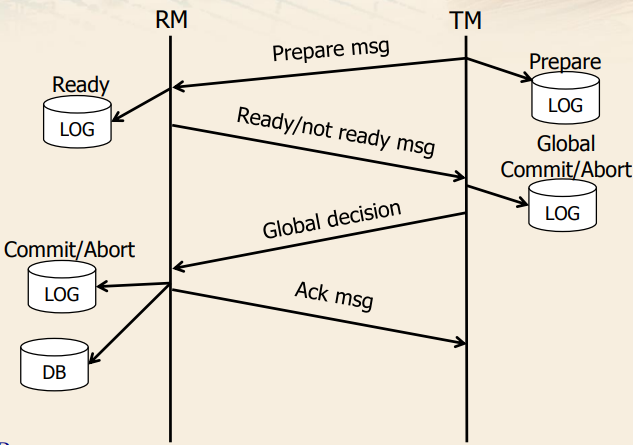 RM
TM
Prepare msg
Prepare
LOG
Ready
LOG
Ready/not ready msg
Global
Commit/Abort
LOG
Global decision
Commit/Abort
LOG
Ack msg
DB